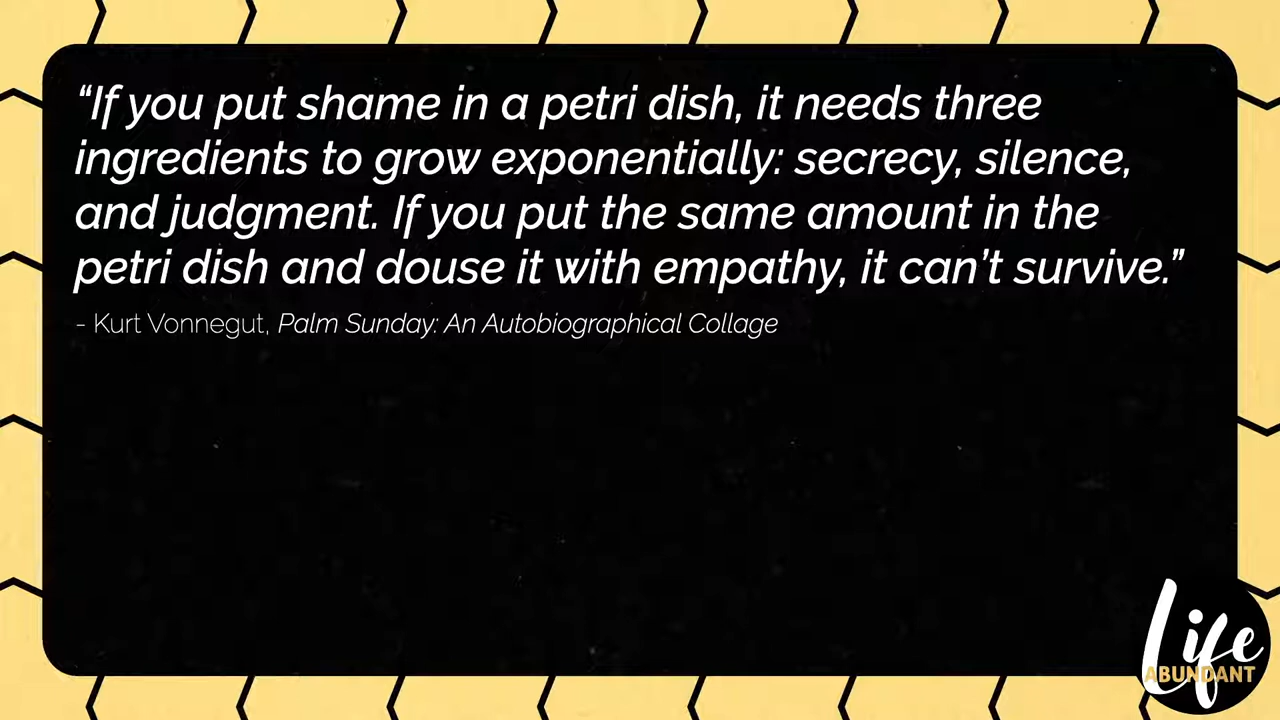 “If you put shame in a petri dish, it needs three
ingredients to grow exponentially: secrecy, silence,
and judgment. If you put the same amount in the
petri dish and douse it with empathy, it can’t survive.”
- Kurt Vonnegut, Palm Sunday: An Autobiographical Collage
Life
ABUNDANT